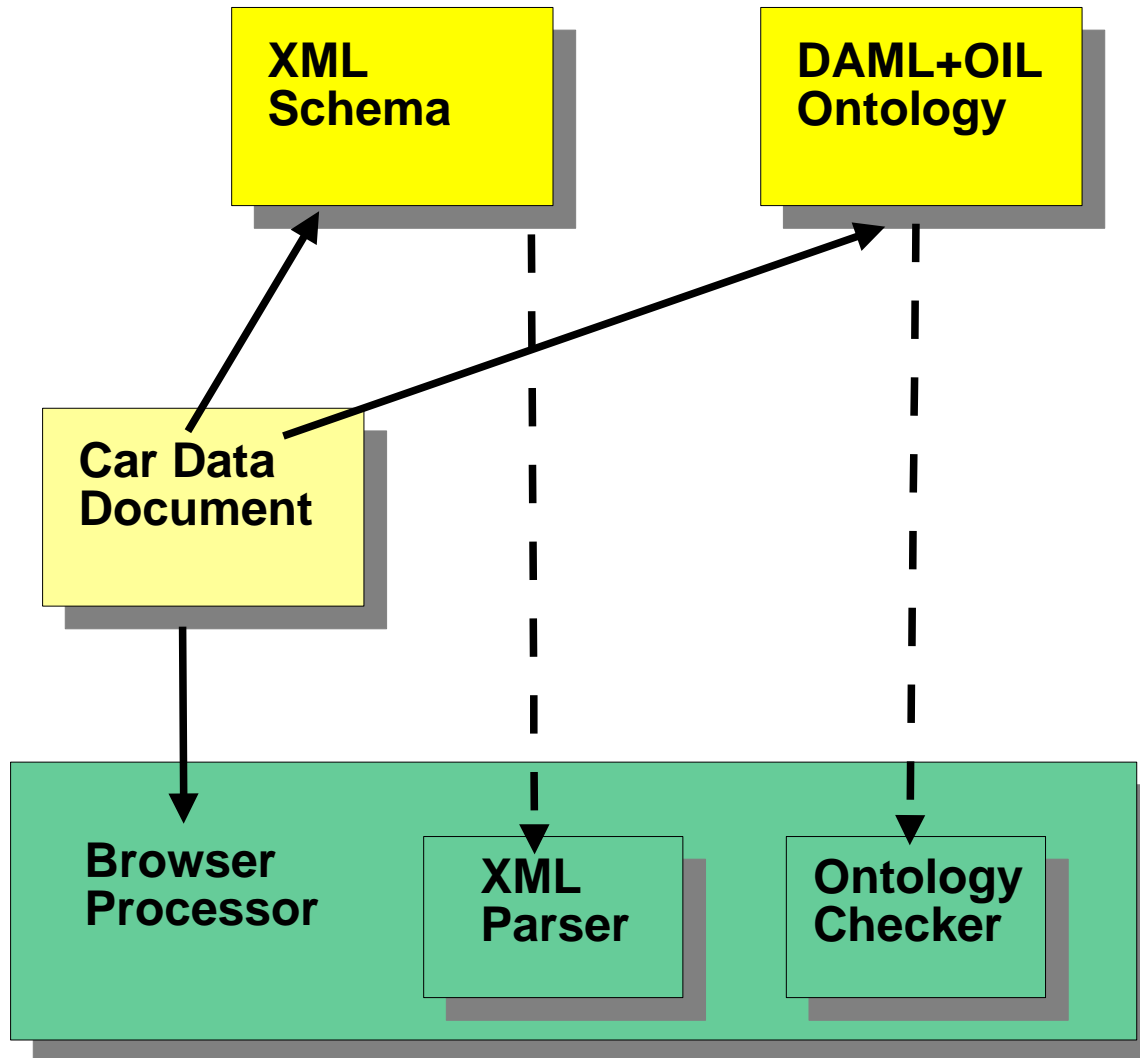 XML
Schema
DAML+OIL
Ontology
Car Data
Document
Browser
Processor
XML
Parser
Ontology
Checker